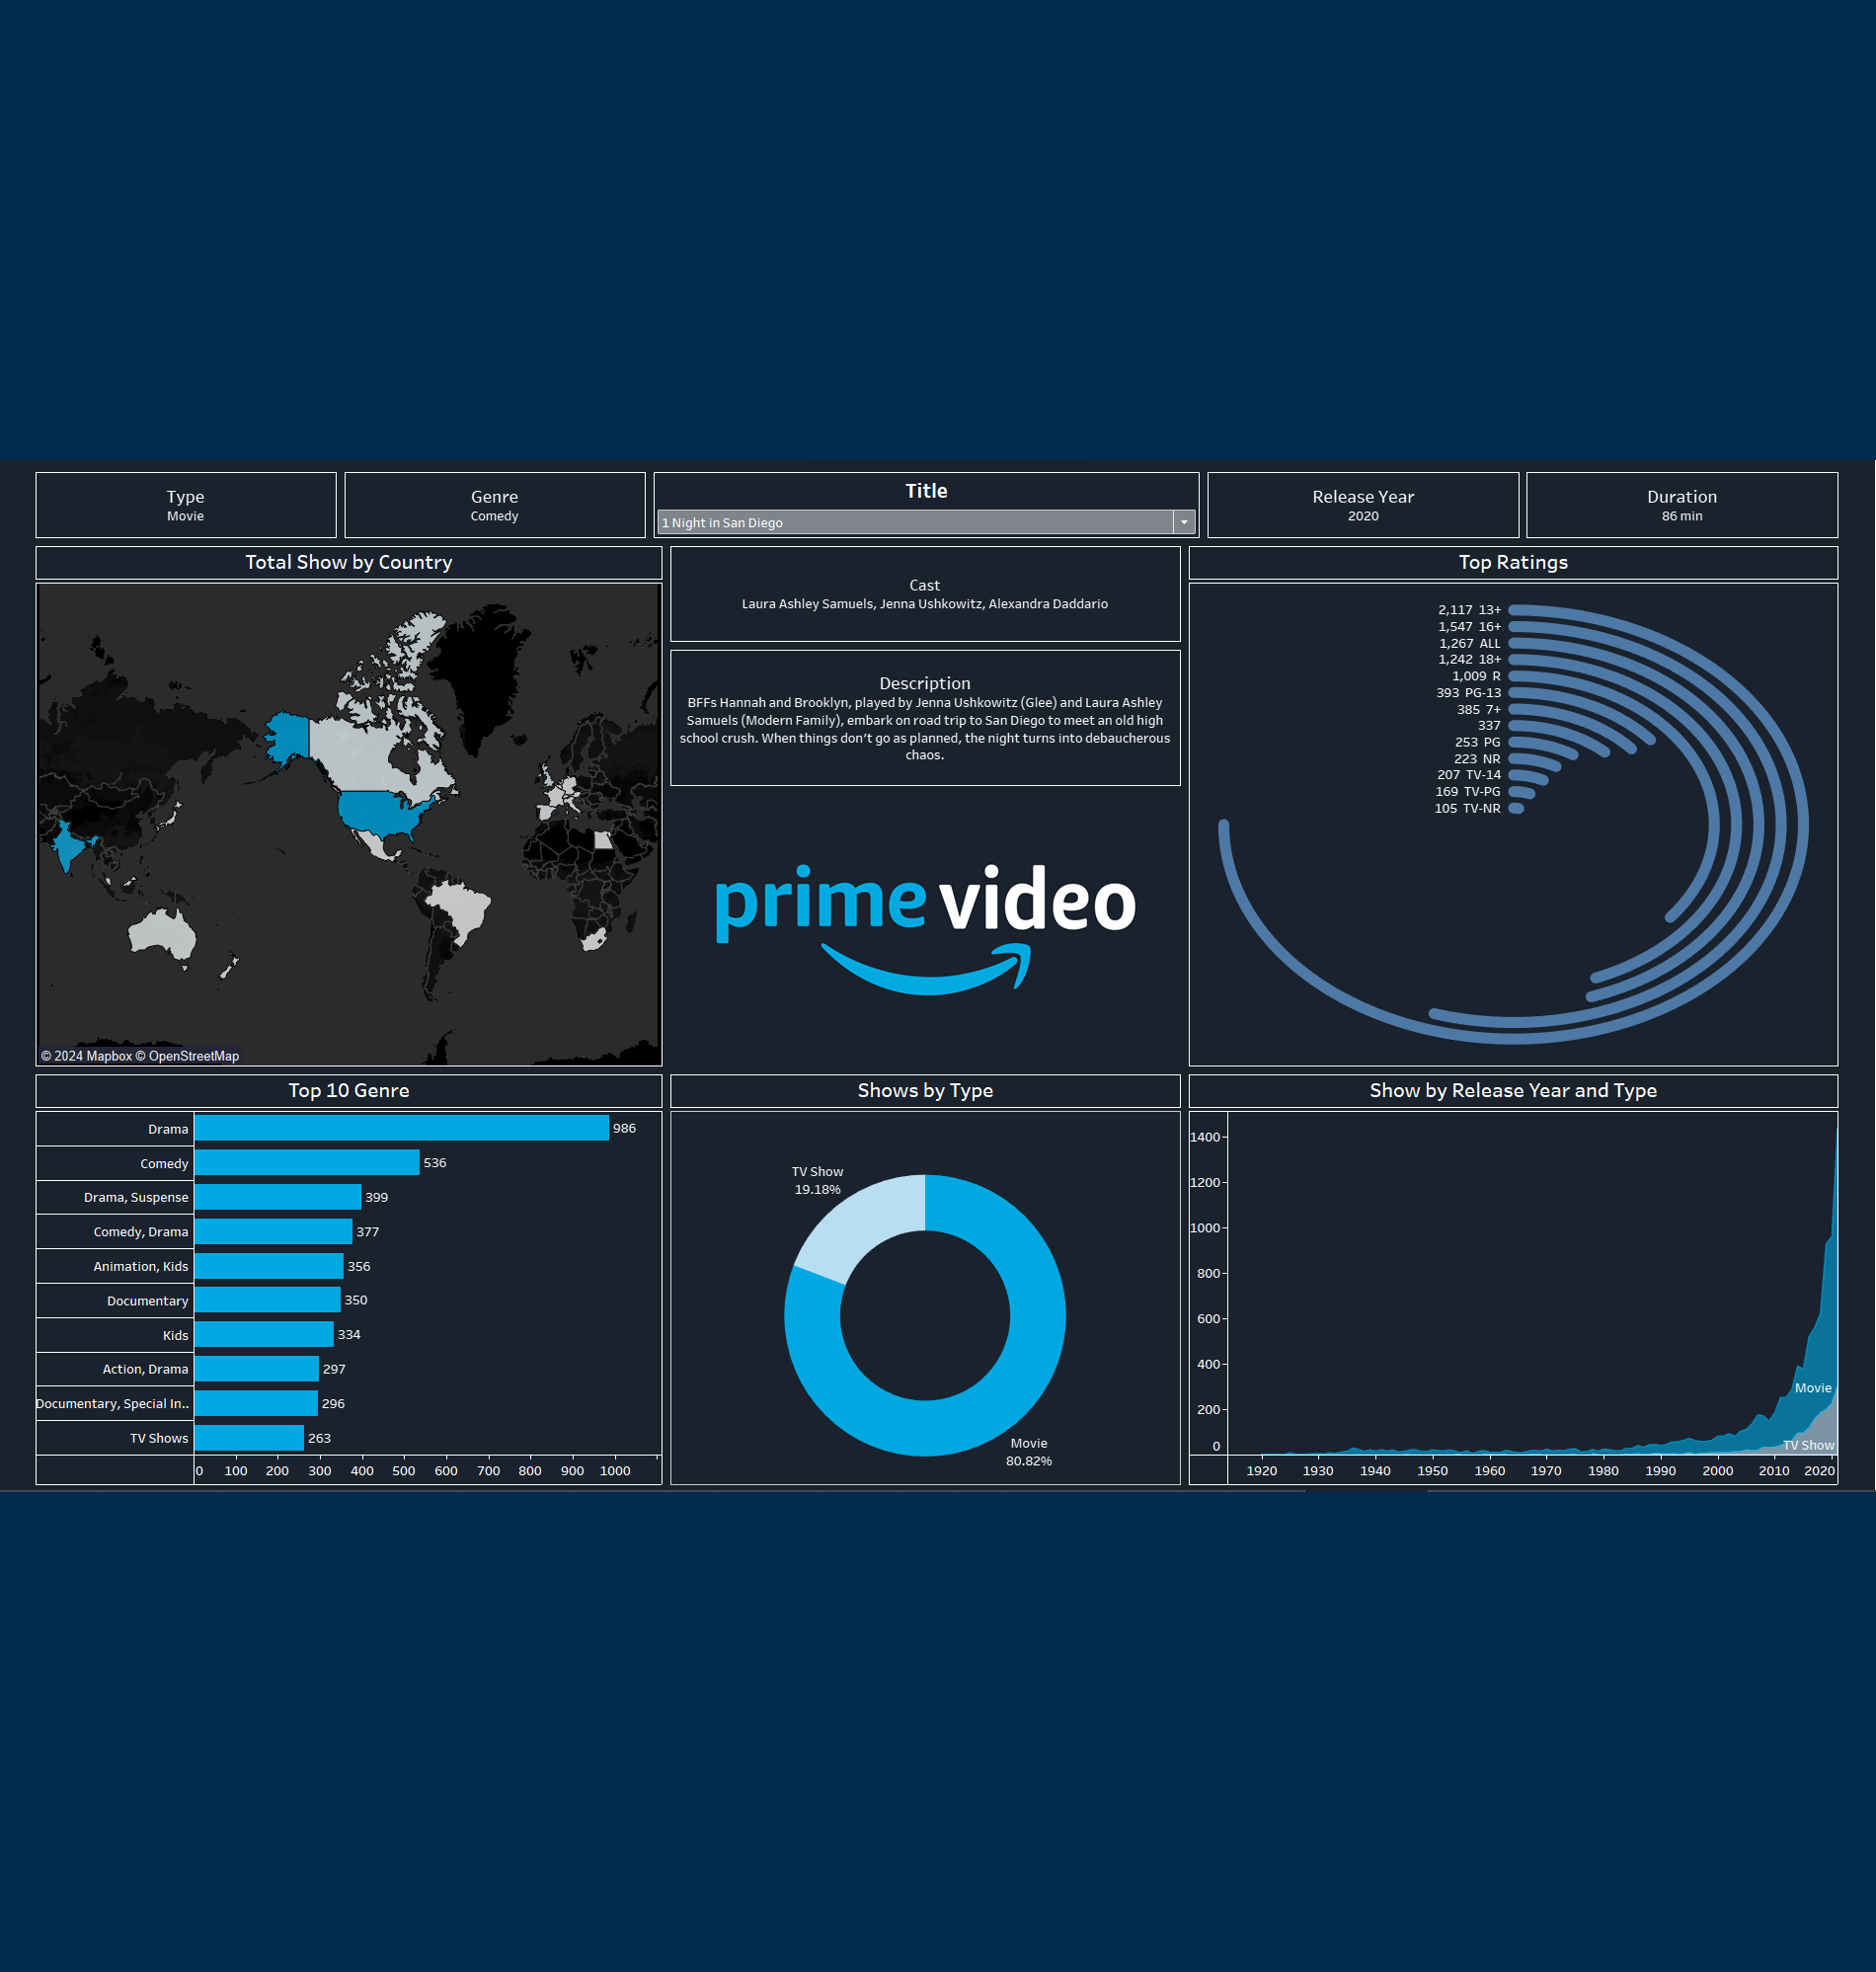 Type
Movie
Genre
Comedy
Title
1 Night in San Diego
Release Year
2020
Duration
86 min
Total Show by Country
© 2024 Mapbox © OpenStreetMap
Cast
Laura Ashley Samuels, Jenna Ushkowitz, Alexandra Daddario
Description
BFFs Hannah and Brooklyn, played by Jenna Ushkowitz (Glee) and Laura Ashley
Samuels (Modern Family), embark on road trip to San Diego to meet an old high
school crush. When things don’t go as planned, the night turns into debaucherous
chaos.
prime video
Top Ratings
2,117 13+
1,547 16+
1,267 ALL
1,242 18+
1,009 R
393 PG-13
385 7+
337
253 PG
223 NR
207 TV-14
169 TV-PG
105 TV-NR
Top 10 Genre
Drama 986
Comedy 536
Drama, Suspense 399
Comedy, Drama 377
Animation, Kids 356
Documentary 350
Kids 334
Action, Drama 297
Documentary, Special In.. 296
TV Shows 263
0 100 200 300 400 500 600 700 800 900 1000
Shows by Type
TV Show
19.18%
Movie
80.82%
Show by Release Year and Type
1400
1200
1000
800
600
400
200
0
Movie
TV Show
1920 1930 1940 1950 1960 1970 1980 1990 2000 2010 2020